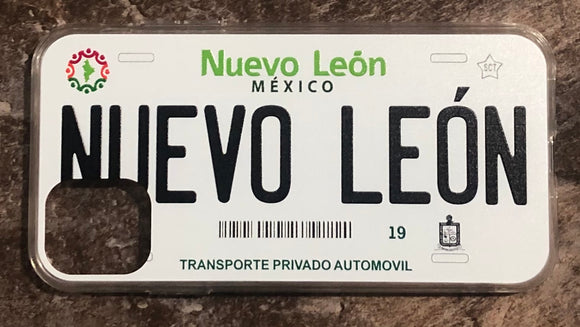 Nuevo León
SCT
MÉXICO
NUEVO LEÓN
19
TRANSPORTE PRIVADO AUTOMOVIL